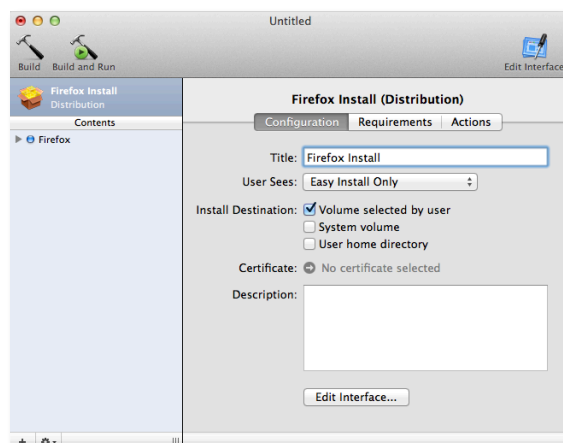 Untitled
Build Build and Run Edit Interface
Firefox Install
Distribution
Contents
Firefox
Firefox Install (Distribution)
Configuration Requirements Actions
Title: Firefox Install
User Sees: Easy Install Only
Install Destination: Volume selected by user
System volume
User home directory
Certificate: No certificate selected
Description:
Edit Interface...